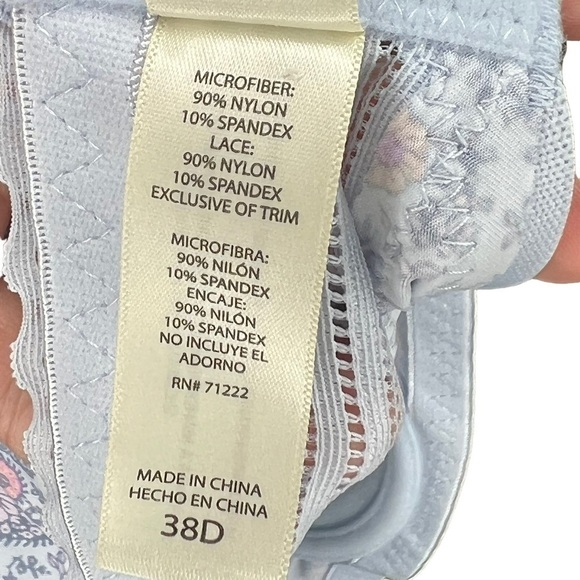 MICROFIBER:
90% NYLON
10% SPANDEX
LACE:
90% NYLON
10% SPANDEX
EXCLUSIVE OF TRIM
MICROFIBRA:
90% NILÓN
10% SPANDEX
ENCAJE:
90% NILÓN
10% SPANDEX
NO INCLUYE EL
ADORNO
RN# 71222
MADE IN CHINA
HECHO EN CHINA
38D